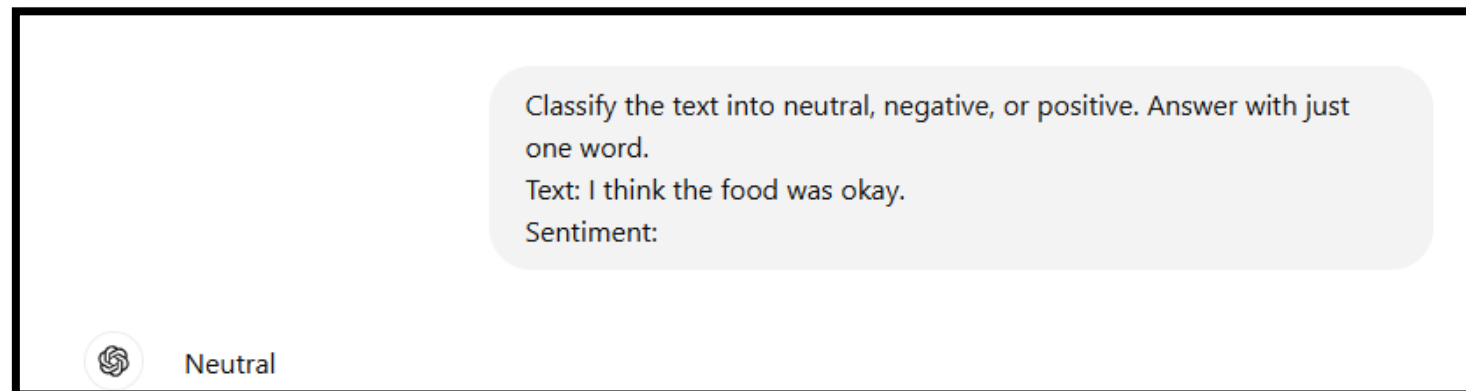 Classify the text into neutral, negative, or positive. Answer with just
one word.
Text: I think the food was okay.
Sentiment:
Neutral